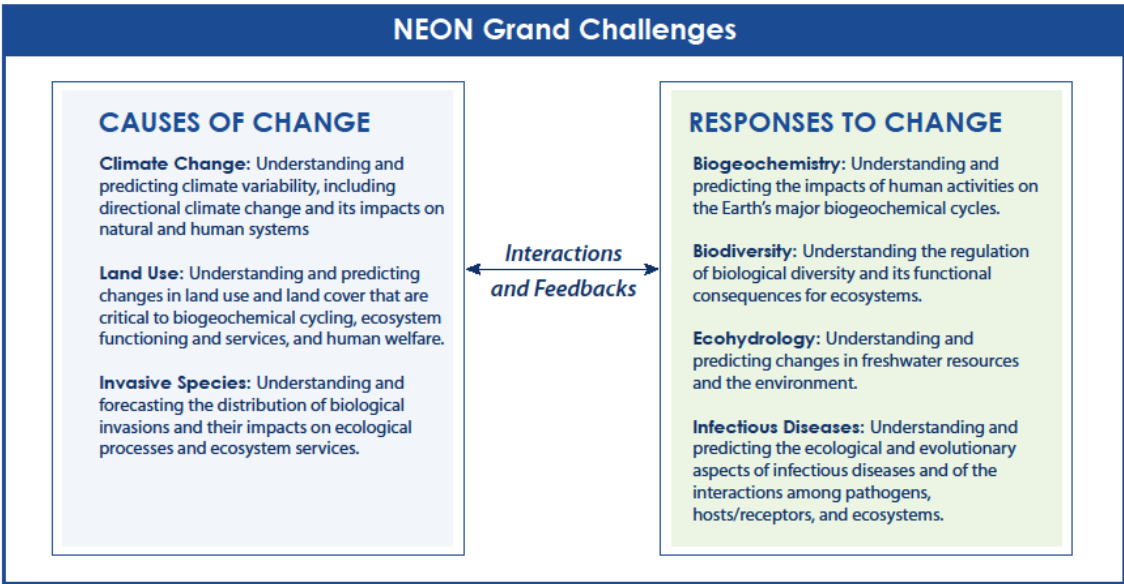 NEON Grand Challenges
CAUSES OF CHANGE
Climate Change: Understanding and
predicting climate variability, including
directional climate change and its impacts on
natural and human systems
Land Use: Understanding and predicting
changes in land use and land cover that are
critical to biogeochemical cycling, ecosystem
functioning and services, and human welfare.
Invasive Species: Understanding and
forecasting the distribution of biological
invasions and their impacts on ecological
processes and ecosystem services.
Interactions
and Feedbacks
RESPONSES TO CHANGE
Biogeochemistry: Understanding and
predicting the impacts of human activities on
the Earth's major biogeochemical cycles.
Biodiversity: Understanding the regulation
of biological diversity and its functional
consequences for ecosystems.
Ecohydrology: Understanding and
predicting changes in freshwater resources
and the environment.
Infectious Diseases: Understanding and
predicting the ecological and evolutionary
aspects of infectious diseases and of the
interactions among pathogens,
hosts/receptors, and ecosystems.